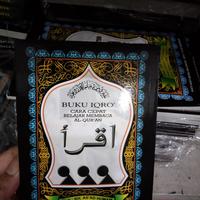 BUKU IQRO'
CARA CEPAT
BELAJAR MEMBACA
AL-QUR'AN
اقرأ